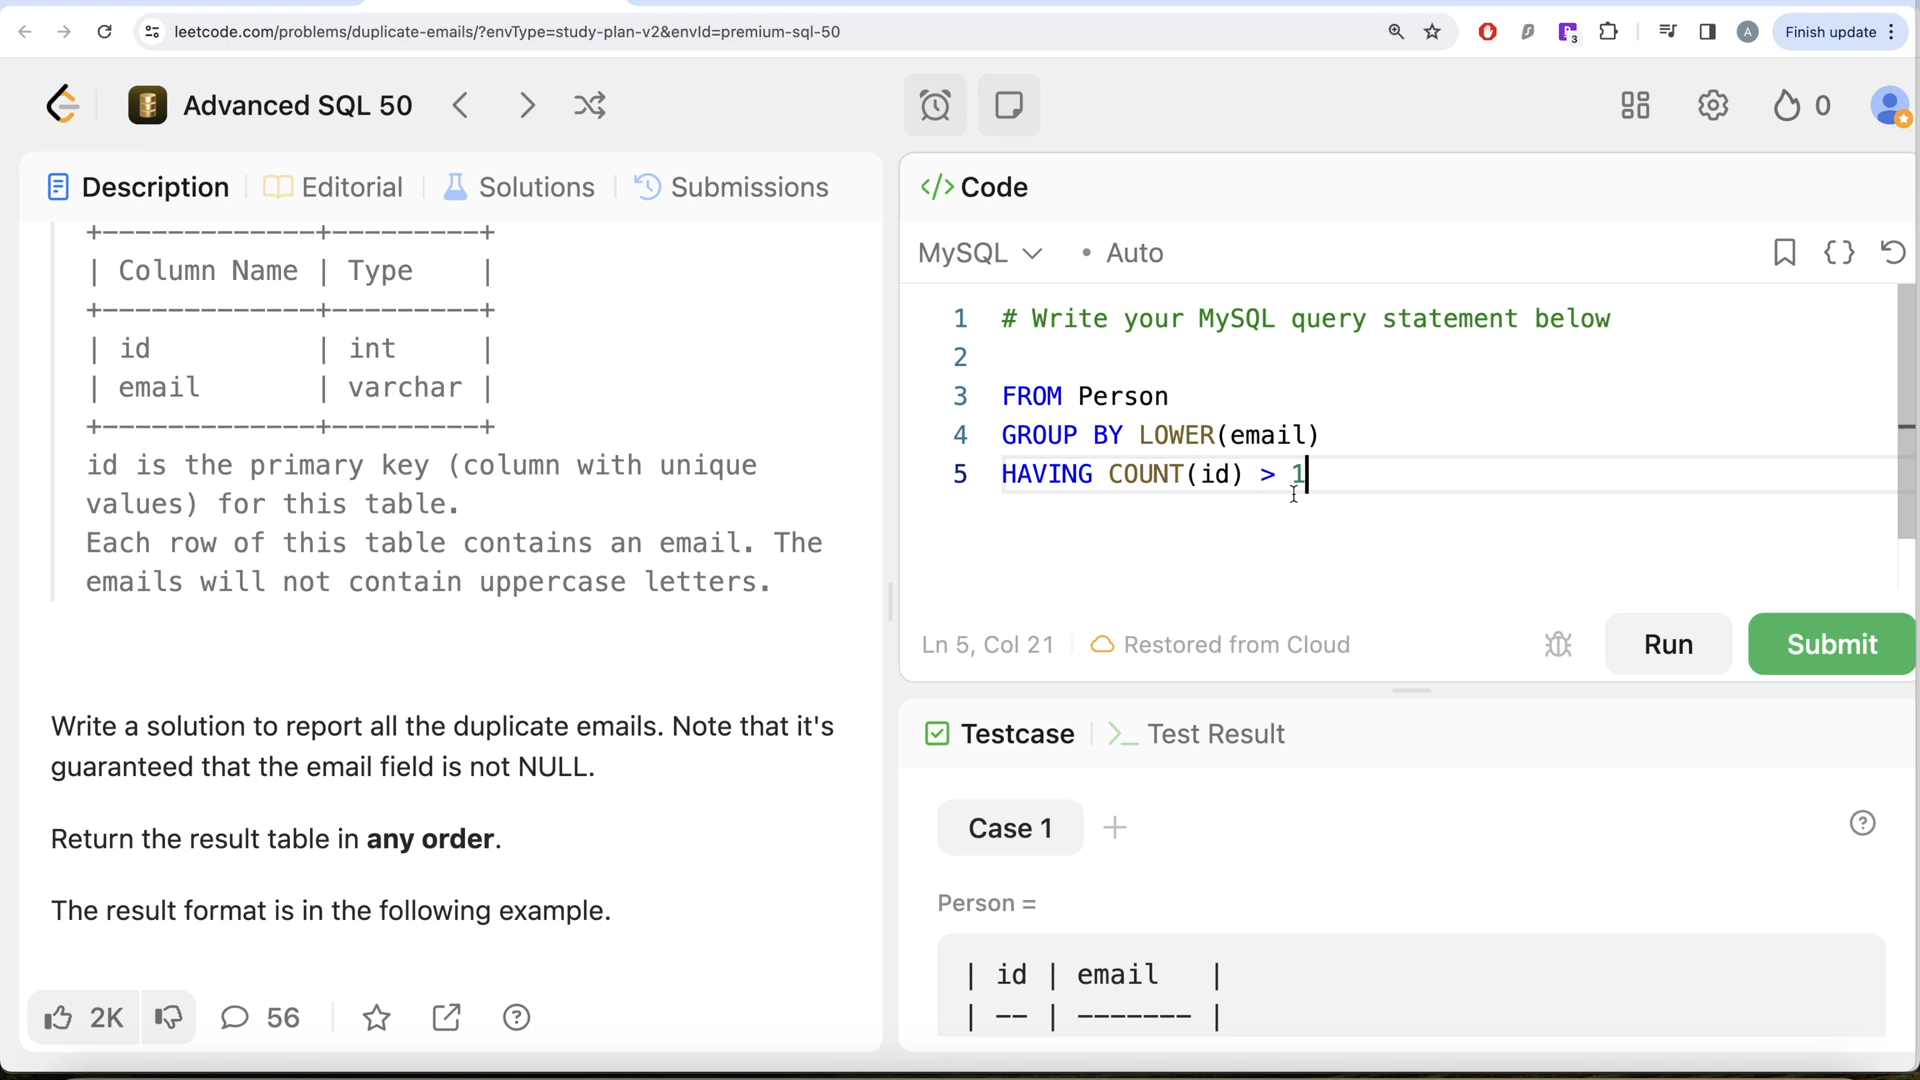 leetcode.com/problems/duplicate-emails/?envType=study-plan-v2&envId=premium-sql-50
3
A
Finish update
Advanced SQL 50
0
Description
Editorial
Solutions
Submissions
+-------------+---------+
| Column Name | Type    |
+-------------+---------+
| id          | int     |
| email       | varchar |
+-------------+---------+
id is the primary key (column with unique
values) for this table.
Each row of this table contains an email. The
emails will not contain uppercase letters.
Write a solution to report all the duplicate emails. Note that it's
guaranteed that the email field is not NULL.
Return the result table in any order.
The result format is in the following example.
2K
56
</> Code
MySQL
• Auto
1 # Write your MySQL query statement below
2
3 FROM Person
4 GROUP BY LOWER(email)
5 HAVING COUNT(id) > 1
Ln 5, Col 21
Restored from Cloud
Run
Submit
Testcase
>_ Test Result
Case 1
+
Person =
| id | email   |
| -- | ------- |